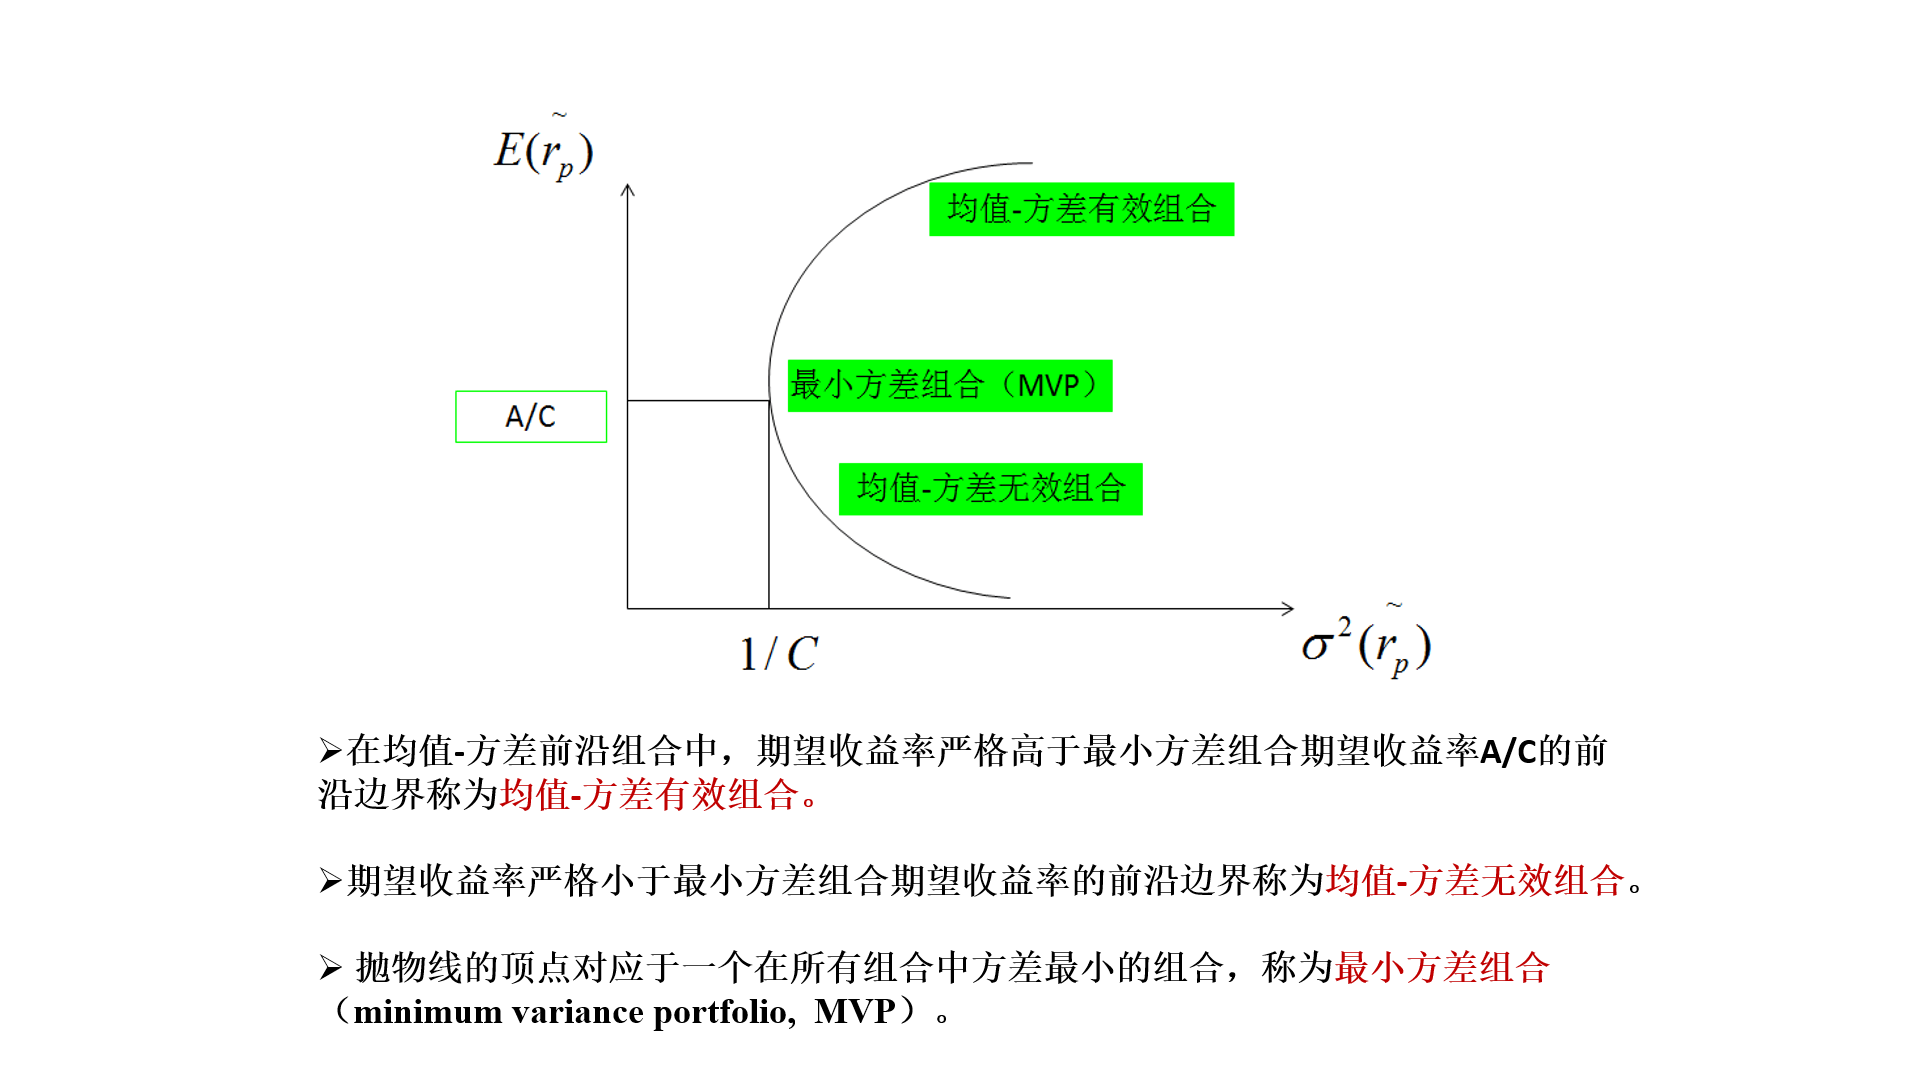 E(r̃_p)
均值-方差有效组合
最小方差组合（MVP）
A/C
均值-方差无效组合
1/C
σ²(r̃_p)
➢在均值-方差前沿组合中，期望收益率严格高于最小方差组合期望收益率A/C的前
沿边界称为均值-方差有效组合。
➢期望收益率严格小于最小方差组合期望收益率的前沿边界称为均值-方差无效组合。
➢ 抛物线的顶点对应于一个在所有组合中方差最小的组合，称为最小方差组合
（minimum variance portfolio, MVP）。